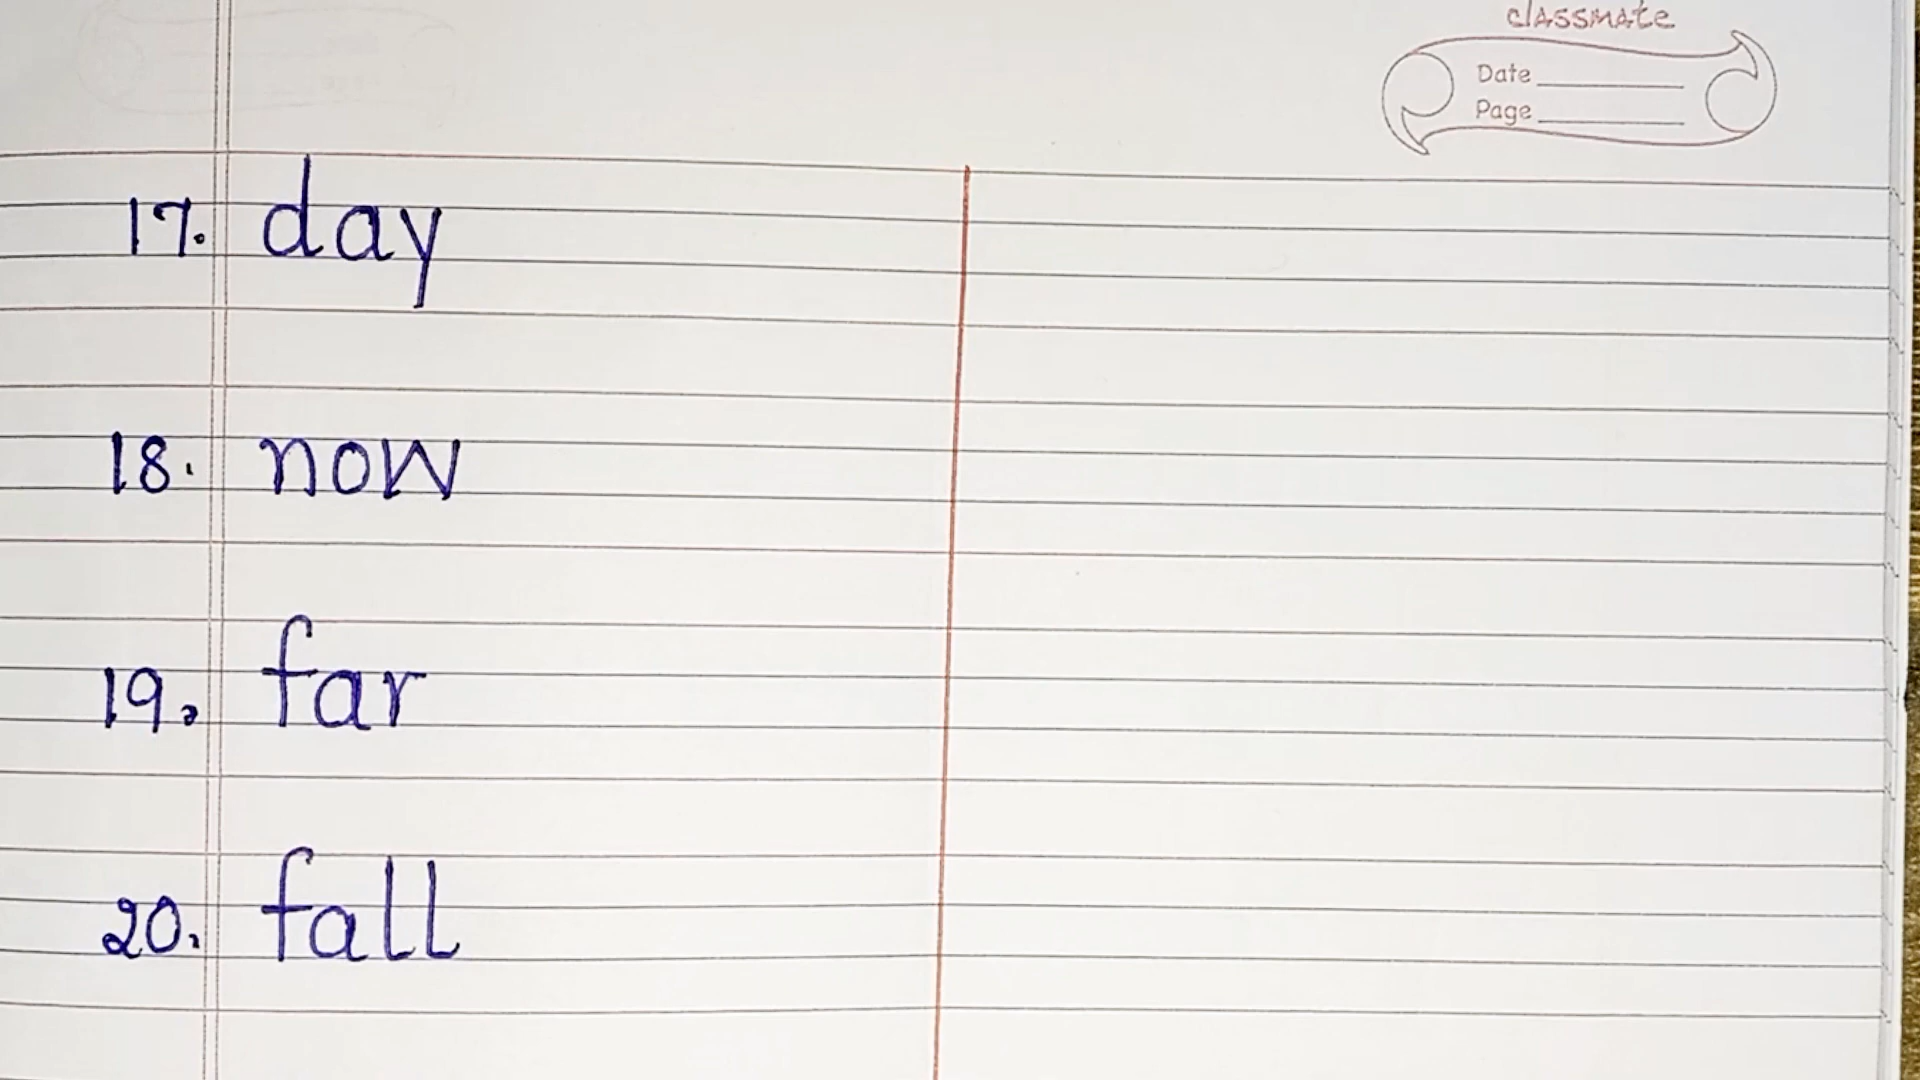 classmate
Date
Page
17. day
18. now
19. far
20. fall